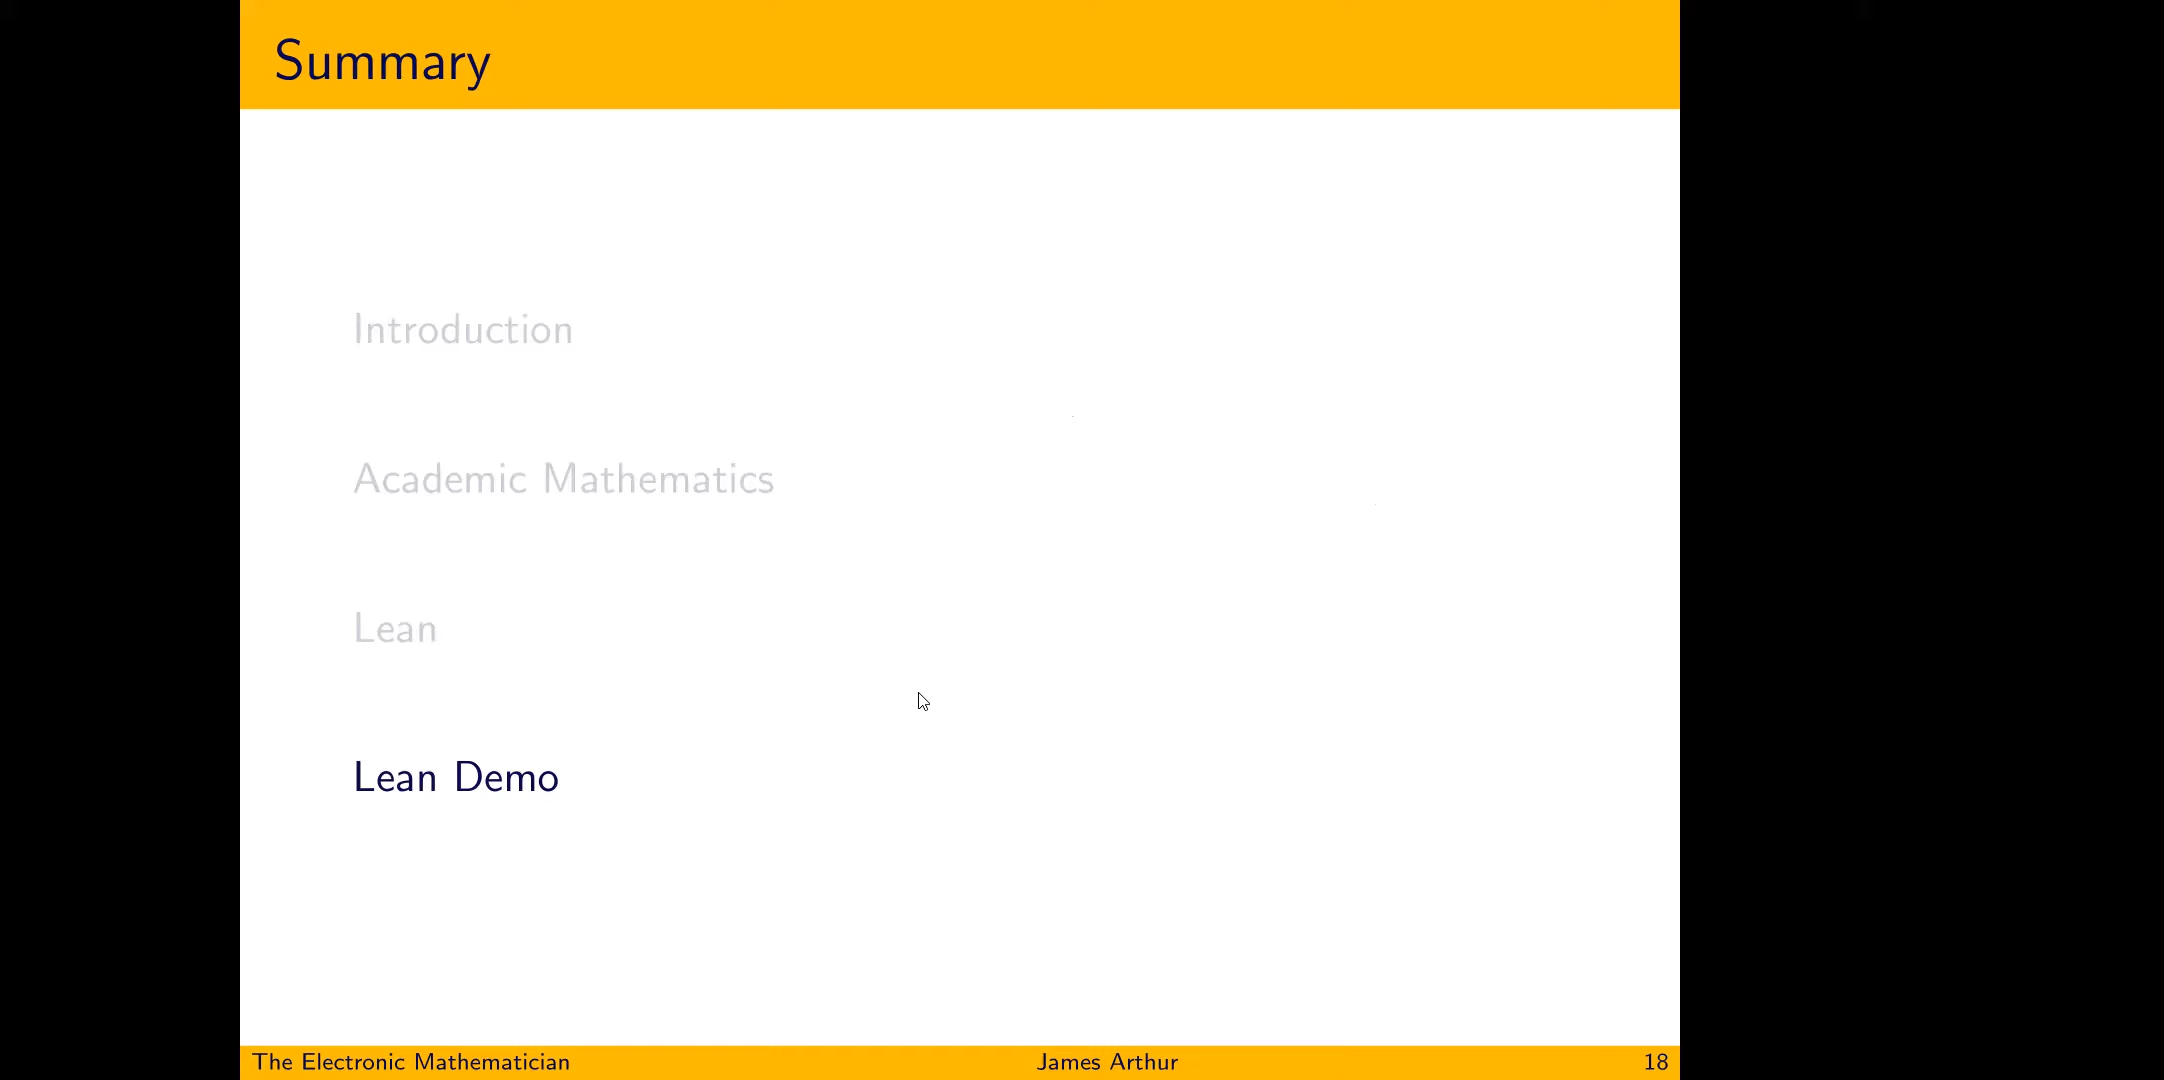 Summary
Introduction
Academic Mathematics
Lean
Lean Demo
The Electronic Mathematician James Arthur 18